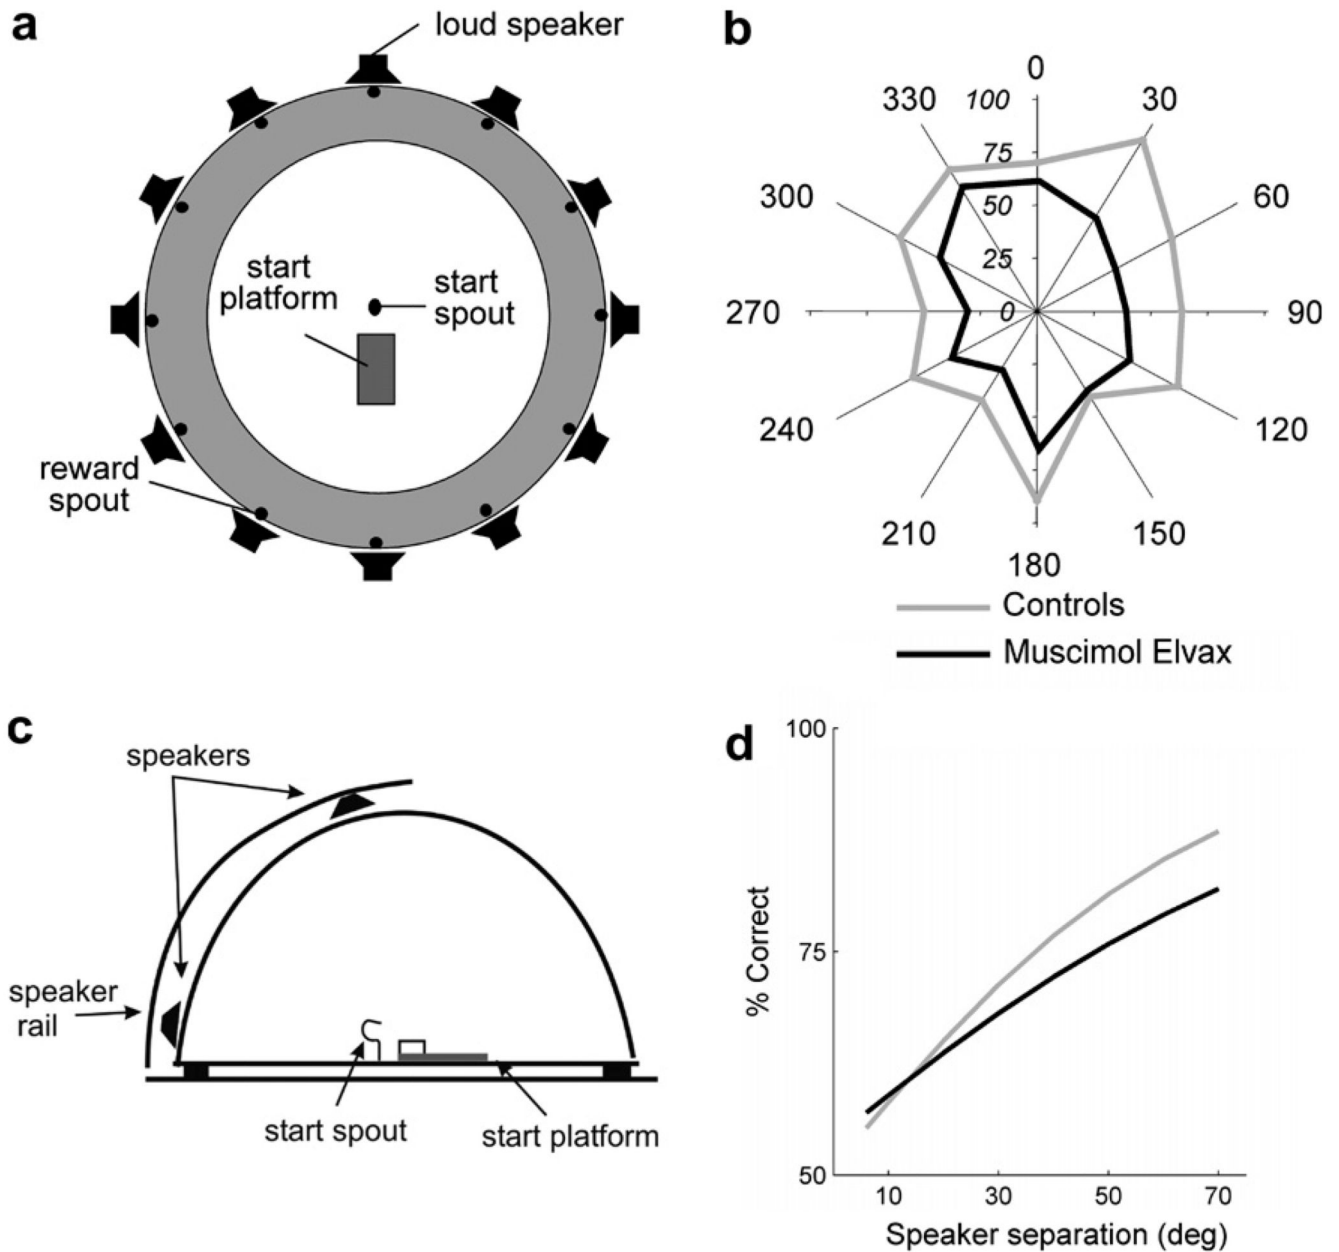 a
loud speaker
start
platform
start
spout
reward
spout
b
0
330
100
30
75
300
50
60
25
270
0
90
240
120
210
150
180
Controls
Muscimol Elvax
c
speakers
speaker
rail
start spout
start platform
d
100
75
50
% Correct
10 30 50 70
Speaker separation (deg)